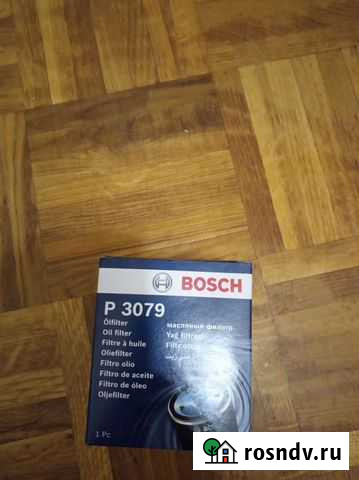 BOSCH
P 3079
Ölfilter
Oil filter
Filtre à huile
Oliefilter
Filtro olio
Filtro de aceite
Filtro de óleo
Oljefilter
масляный фильтр
Yağ filtresi
1 Pc
rosndv.ru